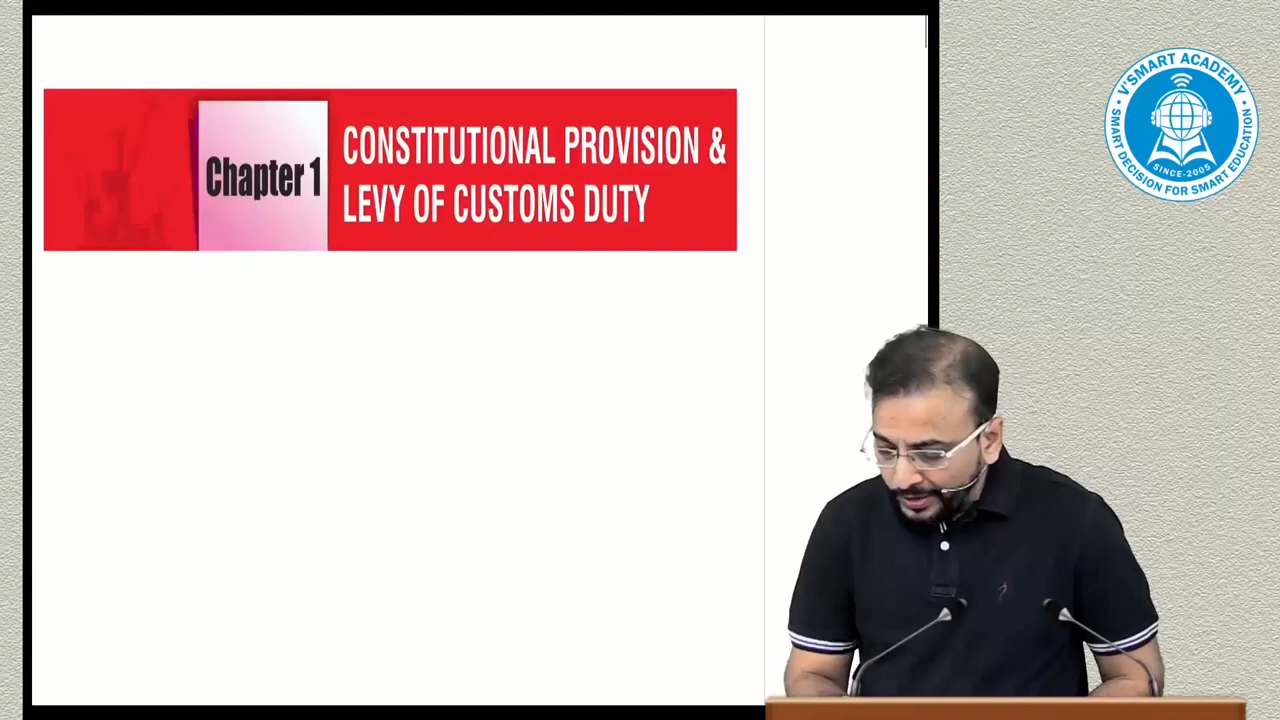 Chapter 1
CONSTITUTIONAL PROVISION &
LEVY OF CUSTOMS DUTY
V'SMART ACADEMY
SINCE-2005
SMART DECISION FOR SMART EDUCATION